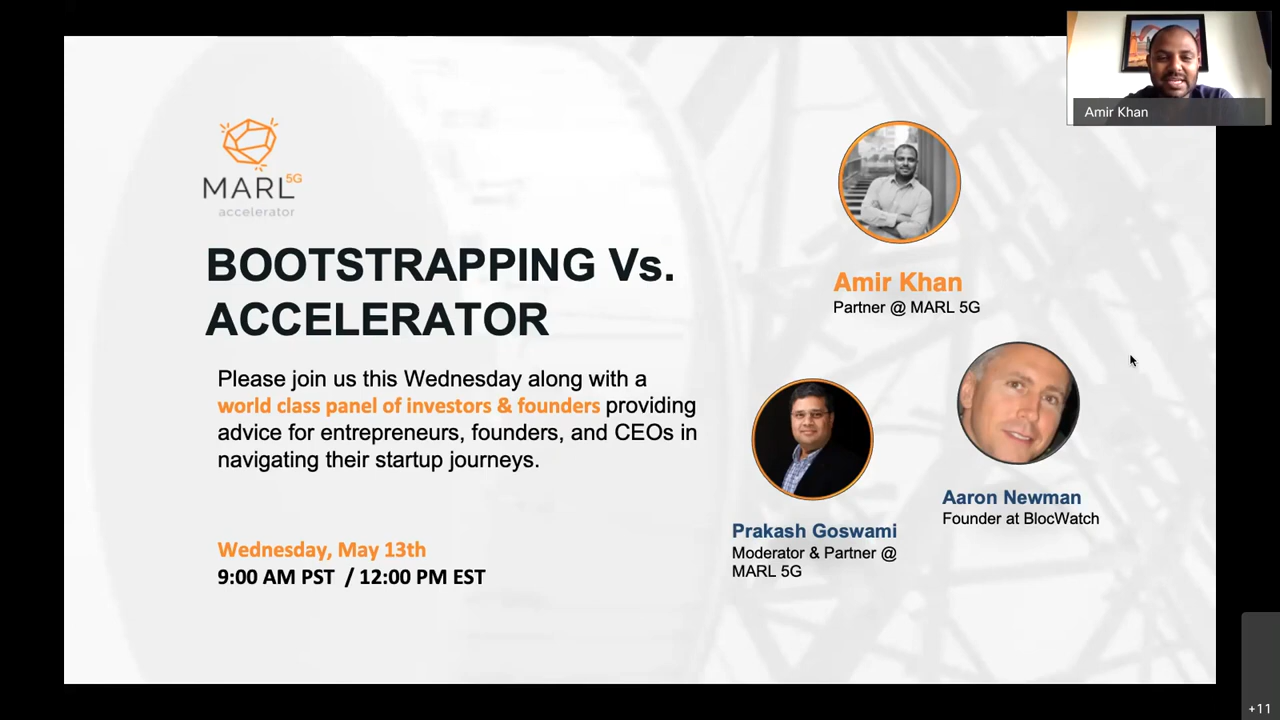 Amir Khan
MARL 5G
accelerator
BOOTSTRAPPING Vs.
ACCELERATOR
Please join us this Wednesday along with a
world class panel of investors & founders providing
advice for entrepreneurs, founders, and CEOs in
navigating their startup journeys.
Wednesday, May 13th
9:00 AM PST / 12:00 PM EST
Amir Khan
Partner @ MARL 5G
Prakash Goswami
Moderator & Partner @
MARL 5G
Aaron Newman
Founder at BlocWatch
+11